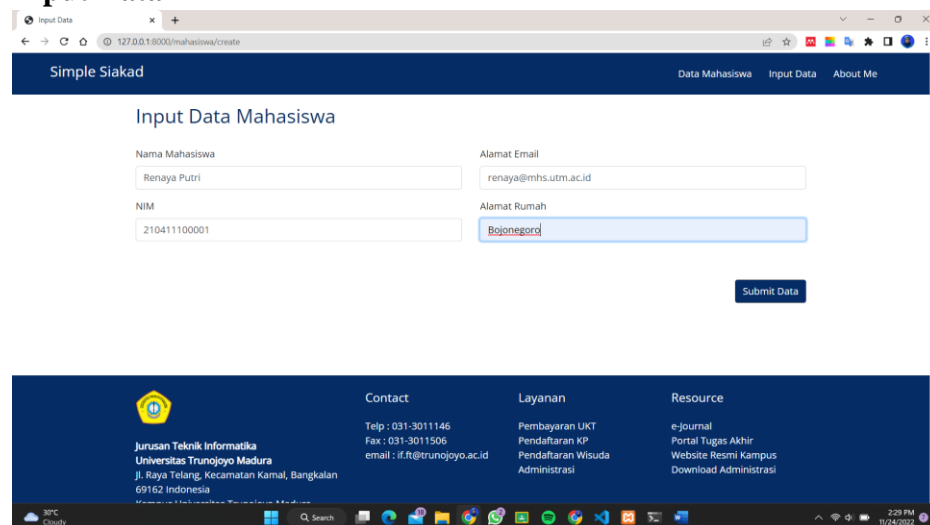 Input Data
127.0.0.1:8000/mahasiswa/create
Simple Siakad
Data Mahasiswa Input Data About Me
Input Data Mahasiswa
Nama Mahasiswa
Renaya Putri
Alamat Email
renaya@mhs.utm.ac.id
NIM
210411100001
Alamat Rumah
Bojonegoro
Submit Data
Jurusan Teknik Informatika
Universitas Trunojoyo Madura
Jl. Raya Telang, Kecamatan Kamal, Bangkalan
69162 Indonesia
Contact
Telp : 031-3011146
Fax : 031-3011506
email : if.ft@trunojoyo.ac.id
Layanan
Pembayaran UKT
Pendaftaran KP
Pendaftaran Wisuda
Administrasi
Resource
e-Journal
Portal Tugas Akhir
Website Resmi Kampus
Download Administrasi
30°C
Cloudy
Search
2:29 PM
11/24/2022